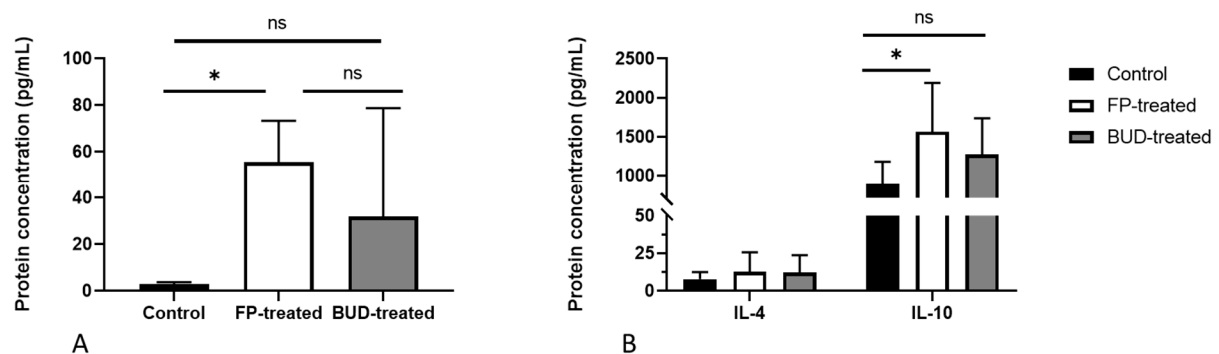 ns
*
ns
Protein concentration (pg/mL)
100
80
60
40
20
0
Control
FP-treated
BUD-treated
A
ns
*
Protein concentration (pg/mL)
2500
2000
1500
1000
50
25
0
IL-4
IL-10
B
Control
FP-treated
BUD-treated